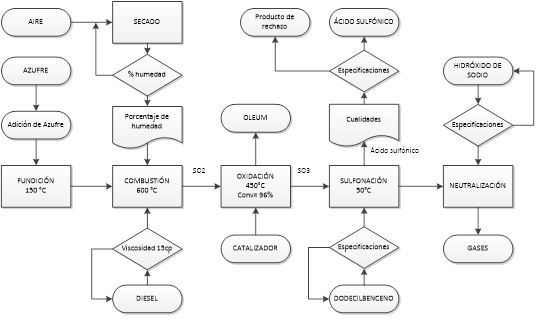 AIRE
SECADO
Producto de
rechazo
ÁCIDO SULFÓNICO
AZUFRE
% humedad
Especificaciones
HIDRÓXIDO DE
SODIO
Adición de Azufre
Porcentaje de
humedad
OLEUM
Cualidades
Especificaciones
Ácido sulfónico
FUNDICIÓN
150 °C
COMBUSTIÓN
600 °C
SO2
OXIDACIÓN
450°C
Conv= 96%
SO3
SULFONACIÓN
50°C
NEUTRALIZACIÓN
Viscosidad 15cp
CATALIZADOR
Especificaciones
GASES
DIESEL
DODECILBENCENO